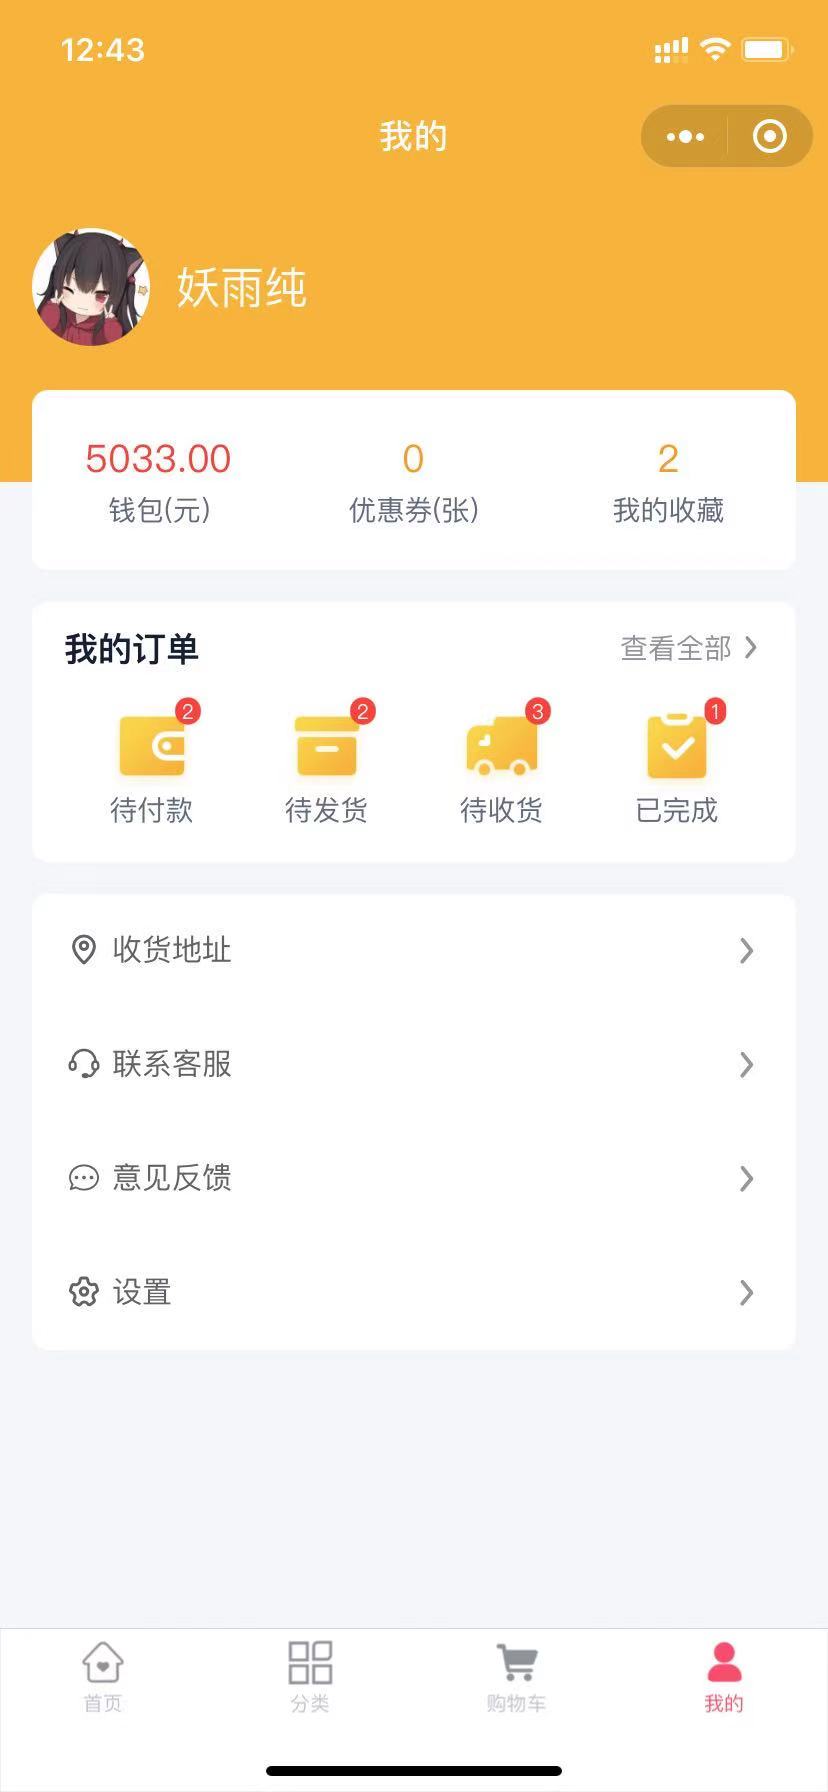 12:43
我的
妖雨纯
5033.00 0 2
钱包(元) 优惠券(张) 我的收藏
我的订单 查看全部
2 2 3 1
待付款 待发货 待收货 已完成
收货地址
联系客服
意见反馈
设置
首页 分类 购物车 我的